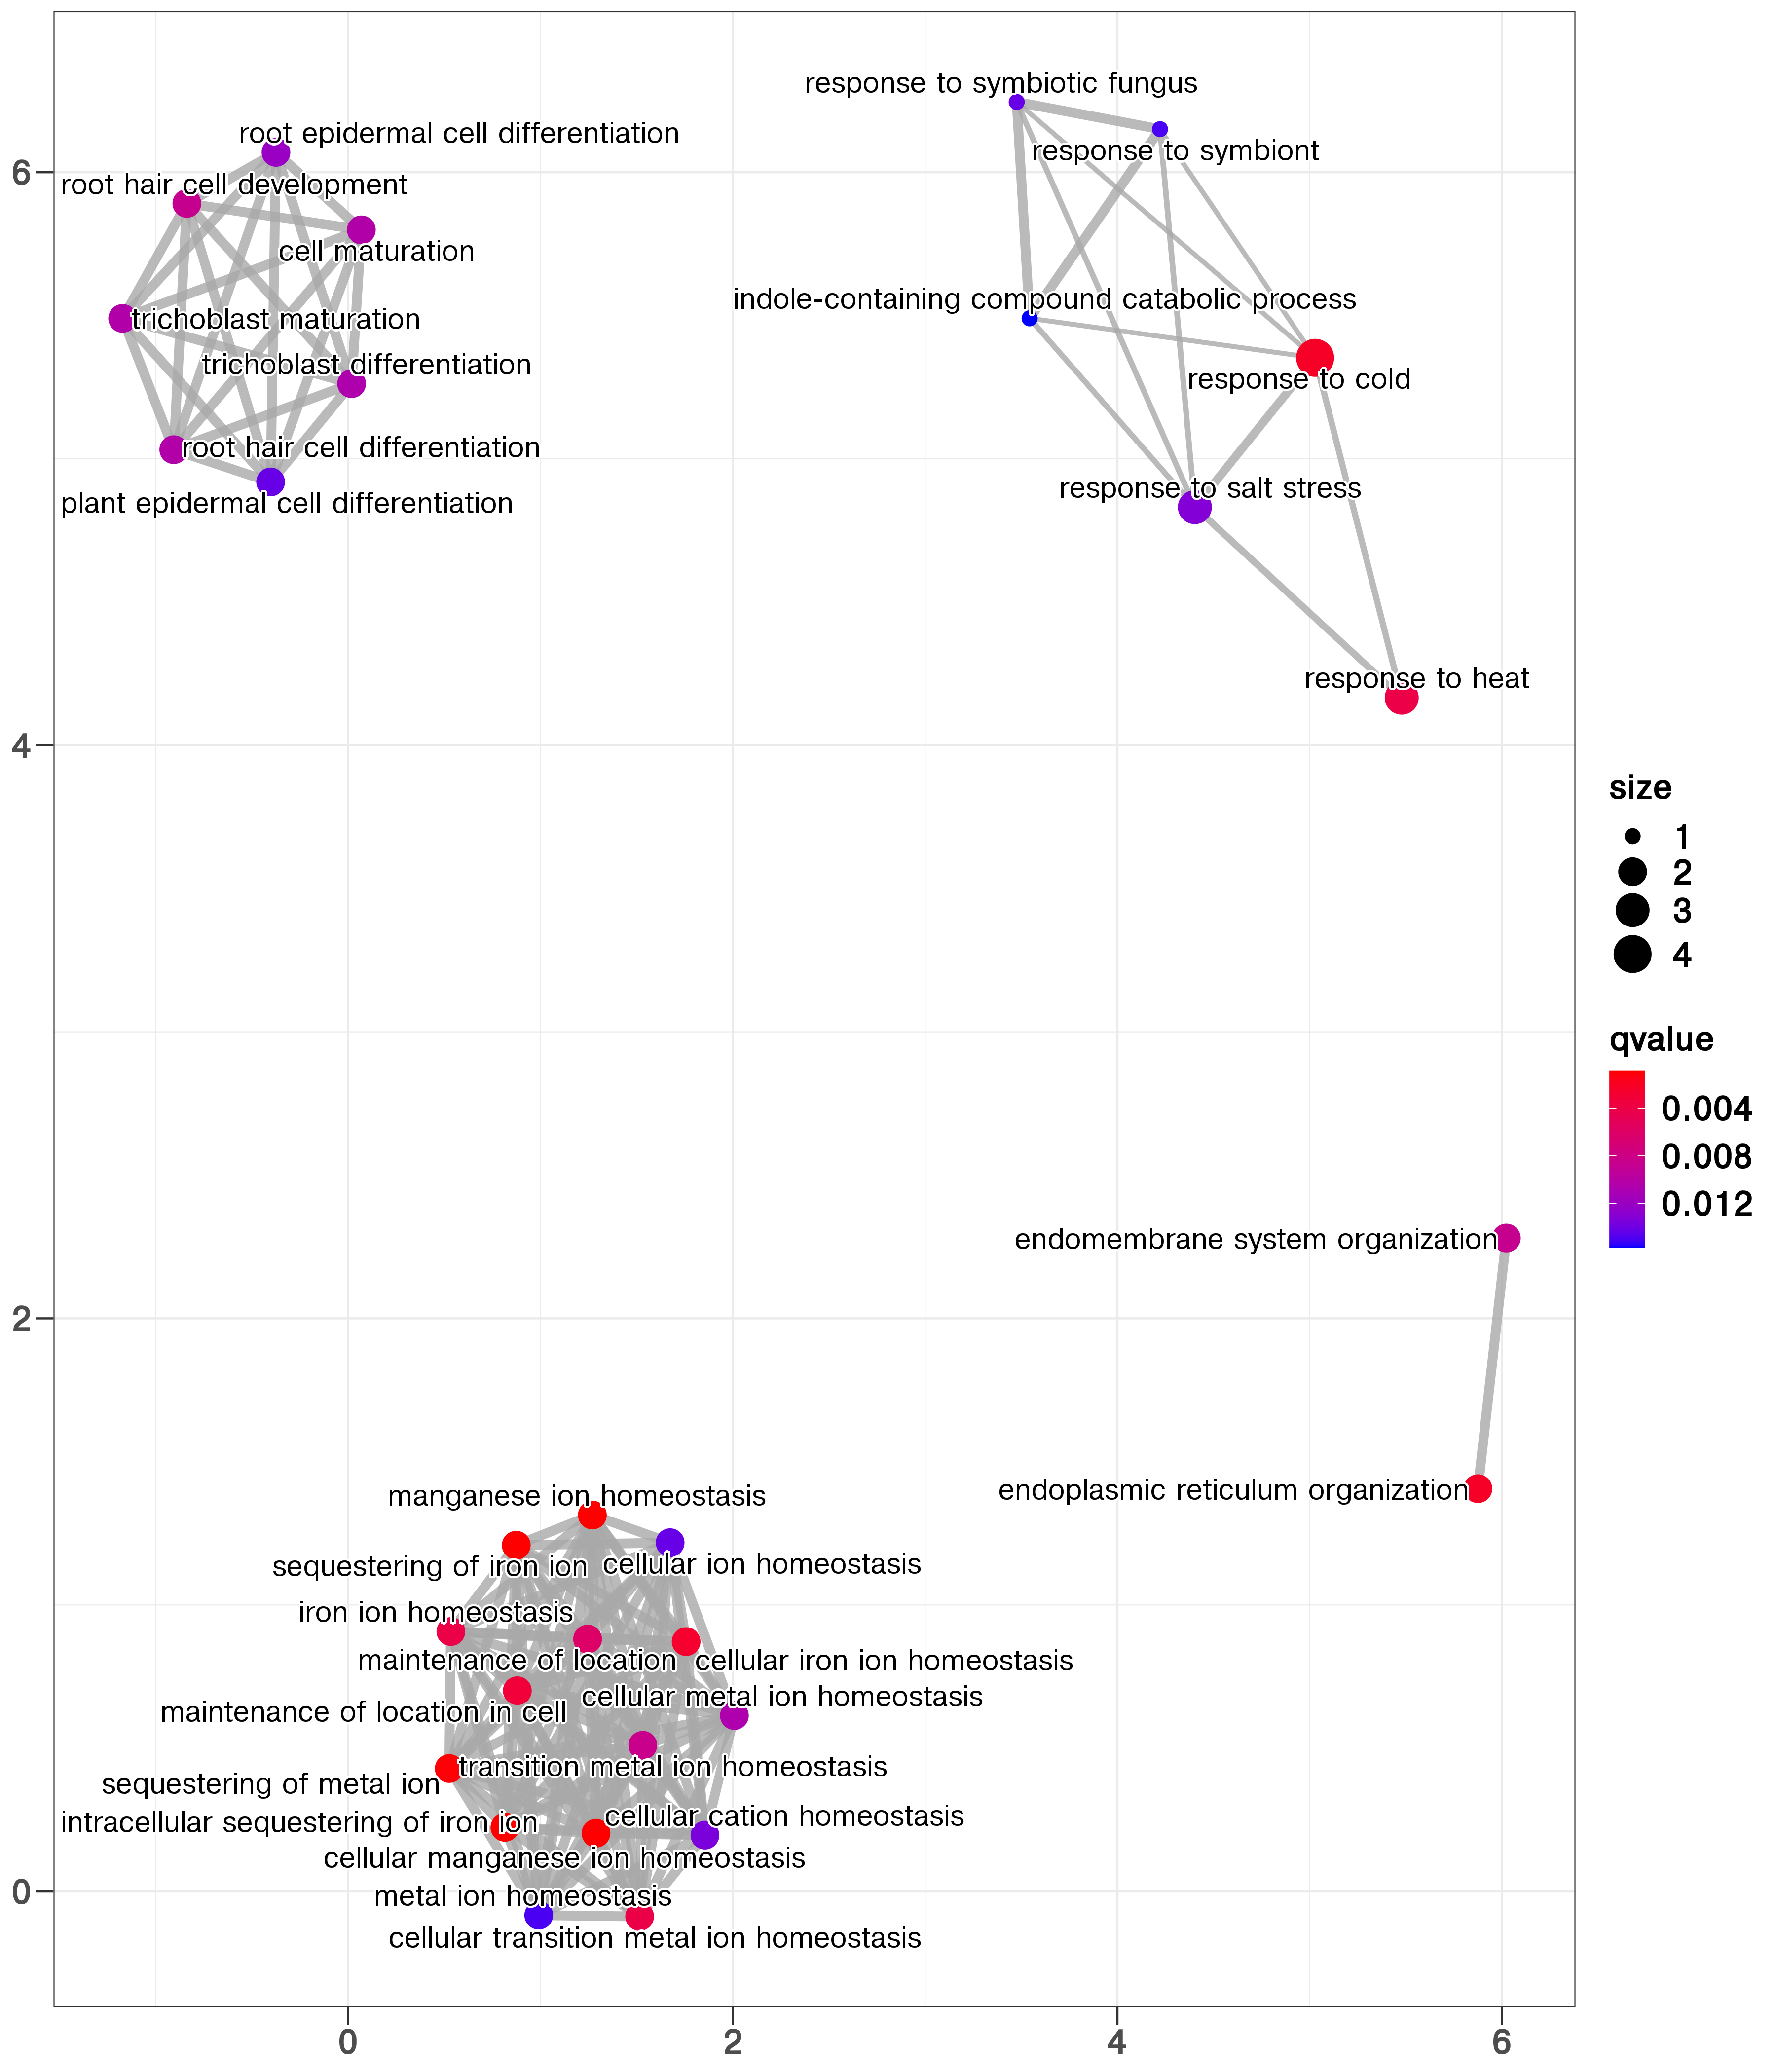 response to symbiotic fungus
root epidermal cell differentiation
response to symbiont
6
root hair cell development
cell maturation
indole-containing compound catabolic process
trichoblast maturation
trichoblast differentiation
response to cold
root hair cell differentiation
response to salt stress
plant epidermal cell differentiation
response to heat
4
size
1
2
3
4
qvalue
0.004
0.008
0.012
endomembrane system organization
2
endoplasmic reticulum organization
manganese ion homeostasis
sequestering of iron ion
cellular ion homeostasis
iron ion homeostasis
maintenance of location
cellular iron ion homeostasis
cellular metal ion homeostasis
maintenance of location in cell
transition metal ion homeostasis
sequestering of metal ion
cellular cation homeostasis
intracellular sequestering of iron ion
cellular manganese ion homeostasis
0
metal ion homeostasis
cellular transition metal ion homeostasis
0
2
4
6